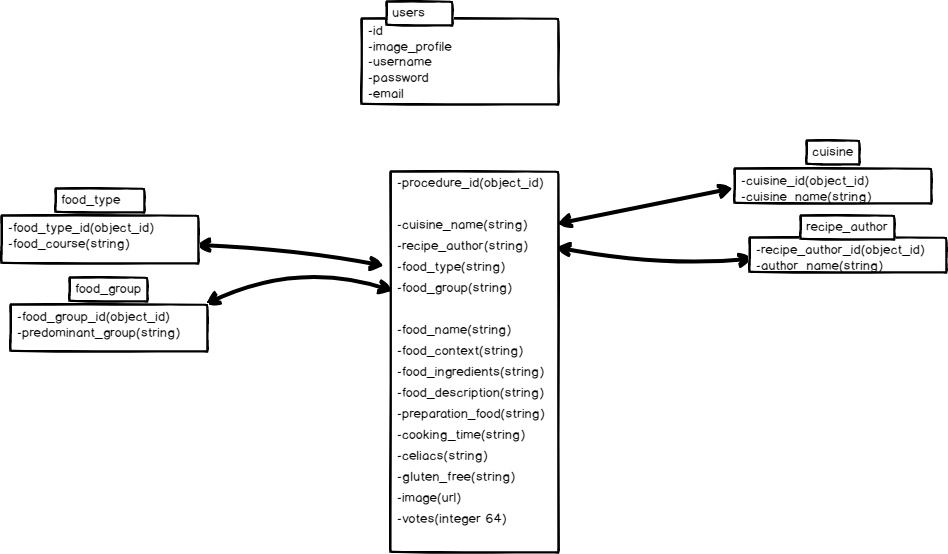 users
-id
-image_profile
-username
-password
-email
food_type
-food_type_id(object_id)
-food_course(string)
food_group
-food_group_id(object_id)
-predominant_group(string)
-procedure_id(object_id)
-cuisine_name(string)
-recipe_author(string)
-food_type(string)
-food_group(string)
-food_name(string)
-food_context(string)
-food_ingredients(string)
-food_description(string)
-preparation_food(string)
-cooking_time(string)
-celiacs(string)
-gluten_free(string)
-image(url)
-votes(integer 64)
cuisine
-cuisine_id(object_id)
-cuisine_name(string)
recipe_author
-recipe_author_id(object_id)
-author_name(string)